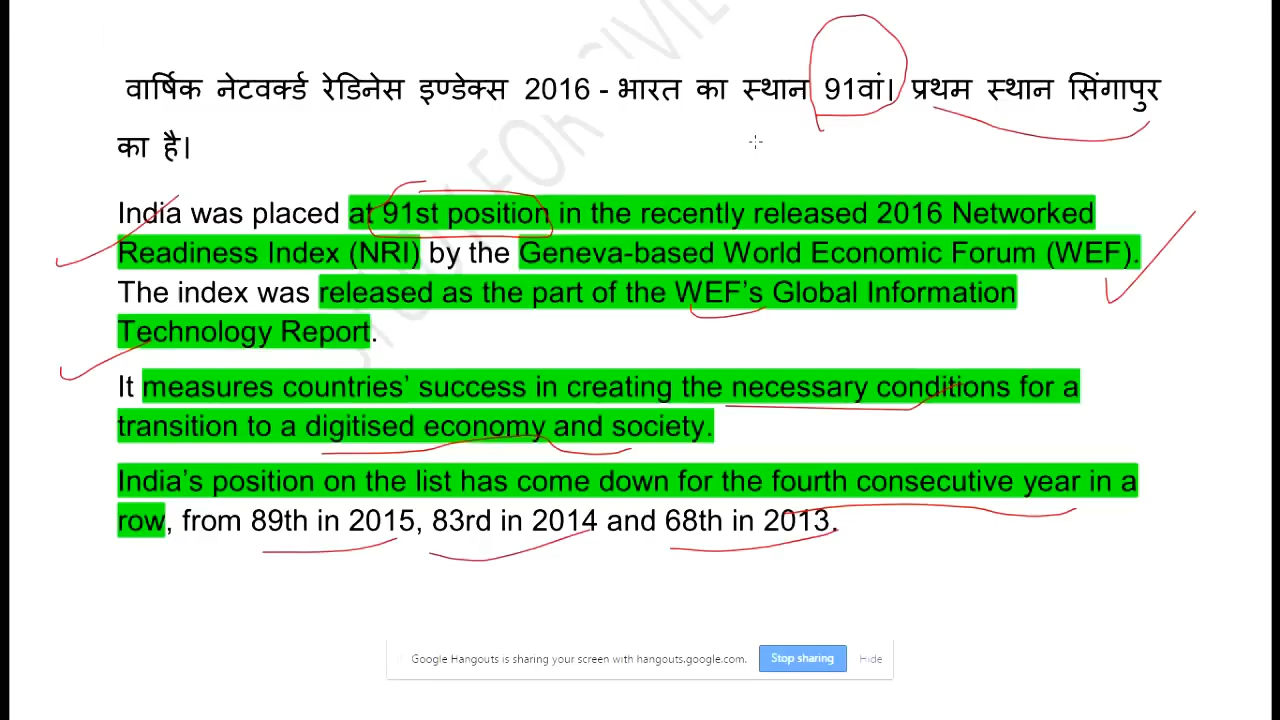 वार्षिक नेटवर्क्ड रेडिनेस इण्डेक्स 2016 - भारत का स्थान 91वां। प्रथम स्थान सिंगापुर
का है।
India was placed at 91st position in the recently released 2016 Networked
Readiness Index (NRI) by the Geneva-based World Economic Forum (WEF).
The index was released as the part of the WEF's Global Information
Technology Report.
It measures countries' success in creating the necessary conditions for a
transition to a digitised economy and society.
India's position on the list has come down for the fourth consecutive year in a
row, from 89th in 2015, 83rd in 2014 and 68th in 2013.
Google Hangouts is sharing your screen with hangouts.google.com. Stop sharing Hide